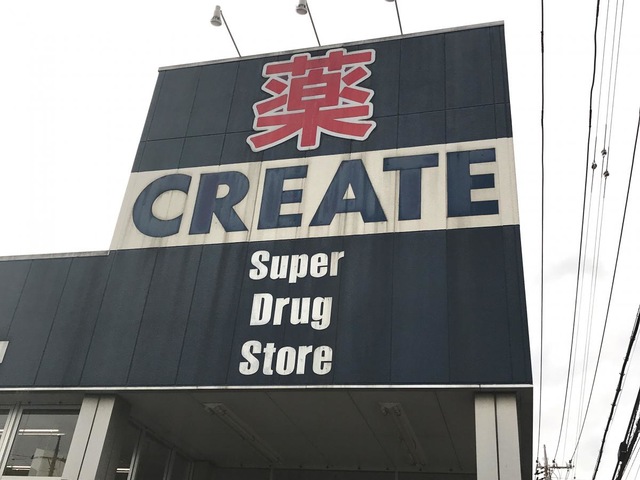 薬
CREATE
Super
Drug
Store